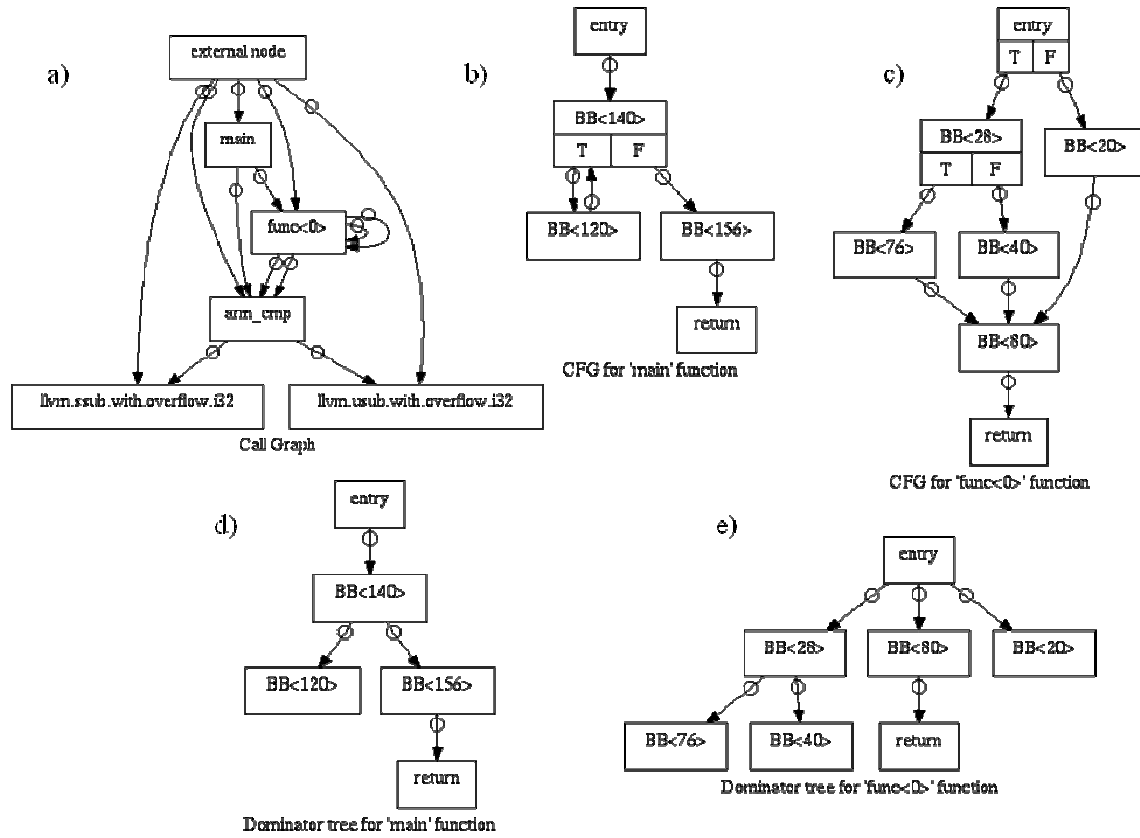 a)
external node
main
func<0>
arm_cmp
llvm.ssub.with.overflow.i32
llvm.usub.with.overflow.i32
Call Graph
b)
entry
BB<140>
T F
BB<120>
BB<156>
return
CFG for 'main' function
c)
entry
T F
BB<28>
T F
BB<20>
BB<76>
BB<40>
BB<80>
return
CFG for 'func<0>' function
d)
entry
BB<140>
BB<120>
BB<156>
return
Dominator tree for 'main' function
e)
entry
BB<28>
BB<80>
BB<20>
BB<76>
BB<40>
return
Dominator tree for 'func<0>' function